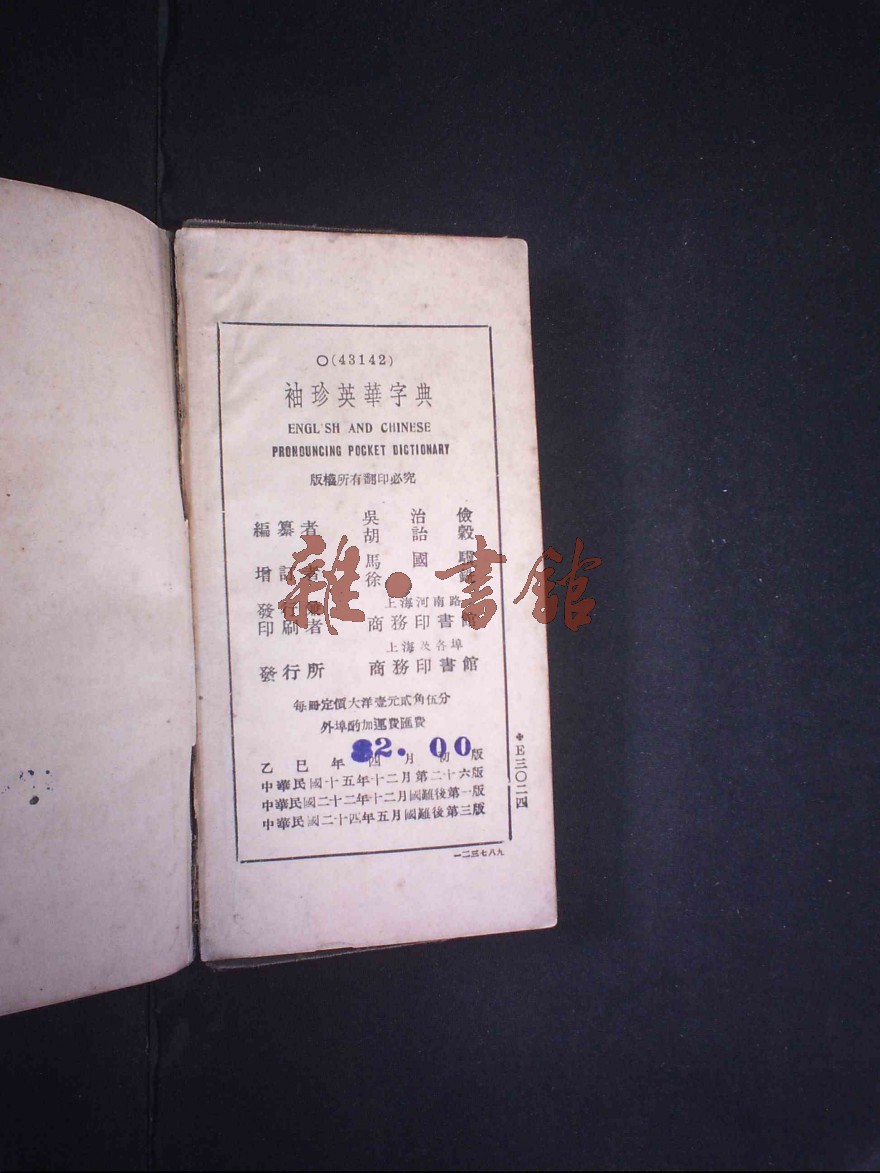 〇(43142)
袖珍英華字典
ENGL SH AND CHINESE
PRONOUNCING POCKET DICTIONARY
版權所有翻印必究
編纂者 吳治儉
胡詒穀
增訂者 馬國驥
徐
發行兼 上海河南路
印刷者 商務印書館
上海及各埠
發行所 商務印書館
每冊定價大洋壹元貳角伍分
外埠酌加運費匯費
$2.00
乙巳年四月初版
中華民國十五年十二月第二十六版
中華民國二十二年十二月國難後第一版
中華民國二十四年五月國難後第三版
E三〇二四
一二三七八九
雜·書館